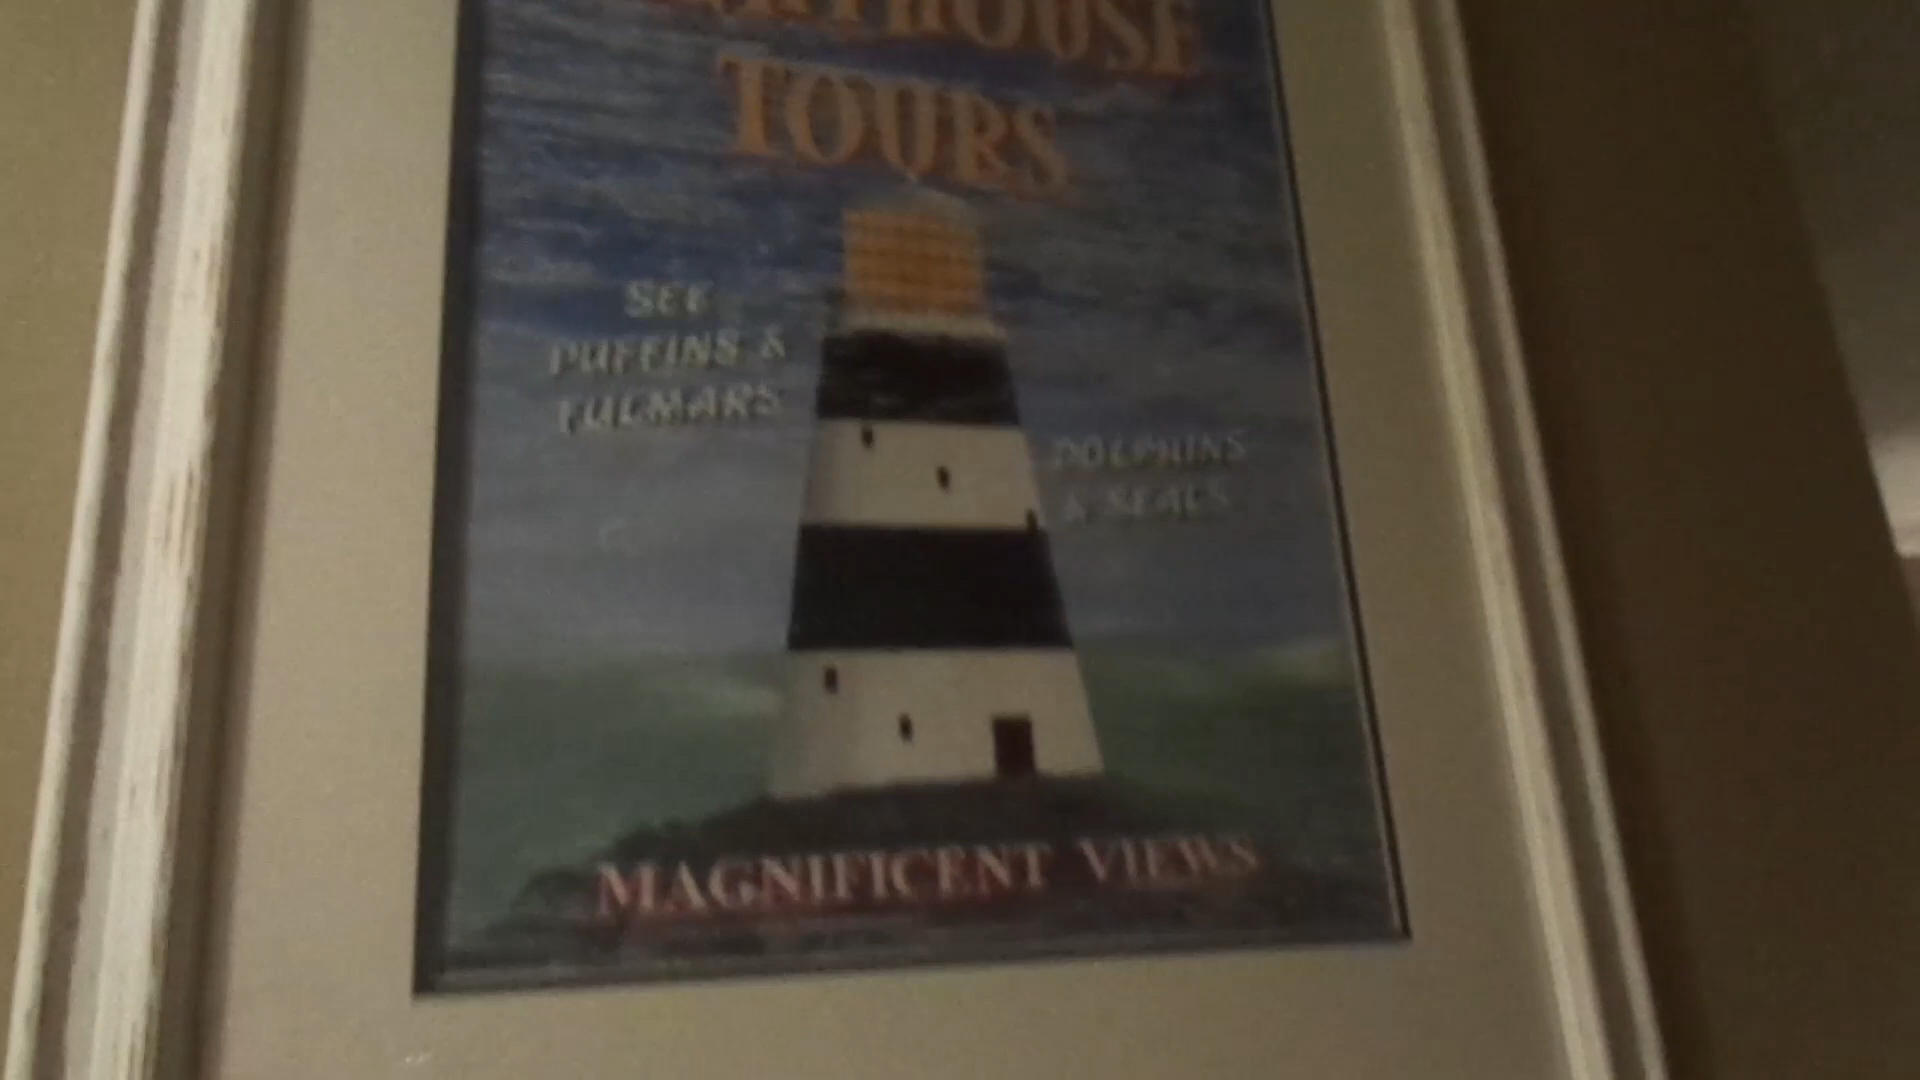 TOURS
SEE
PUFFINS &
FULMARS
DOLPHINS
& SEALS
MAGNIFICENT VIEWS